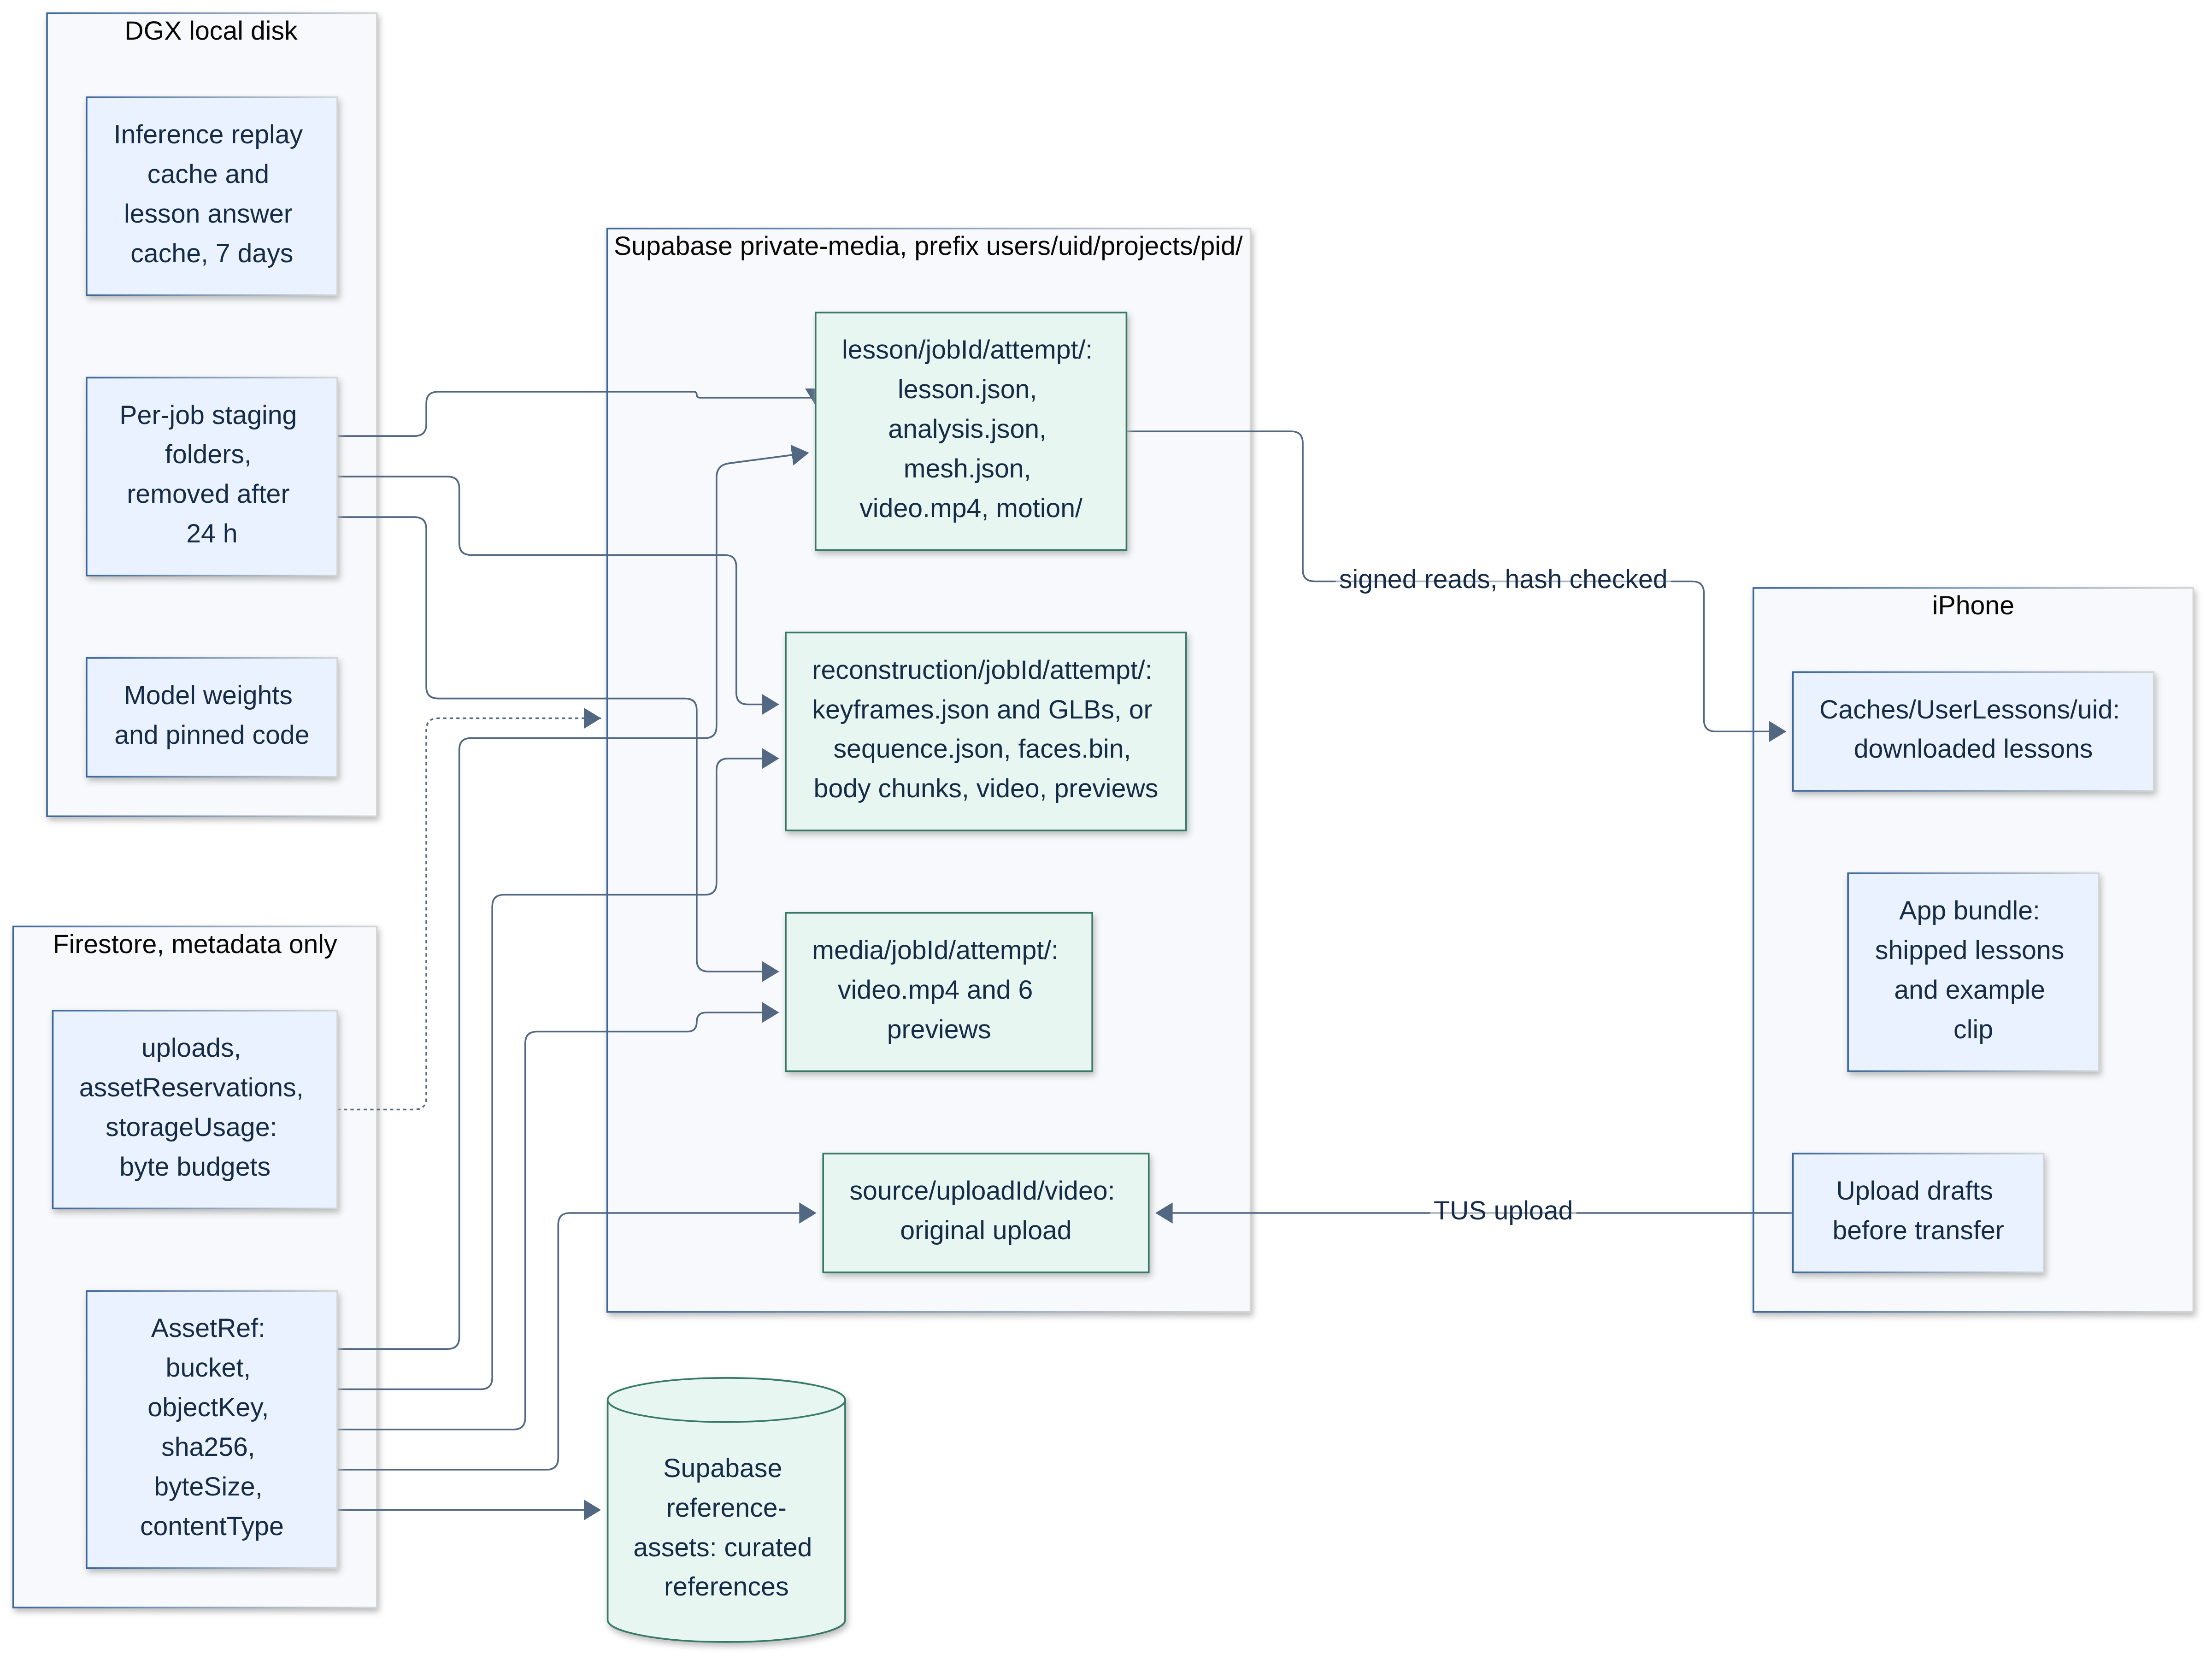 DGX local disk
Inference replay
cache and
lesson answer
cache, 7 days
Per-job staging
folders,
removed after
24 h
Model weights
and pinned code
Firestore, metadata only
uploads,
assetReservations,
storageUsage:
byte budgets
AssetRef:
bucket,
objectKey,
sha256,
byteSize,
contentType
Supabase private-media, prefix users/uid/projects/pid/
lesson/jobId/attempt/:
lesson.json,
analysis.json,
mesh.json,
video.mp4, motion/
reconstruction/jobId/attempt/:
keyframes.json and GLBs, or
sequence.json, faces.bin,
body chunks, video, previews
media/jobId/attempt/:
video.mp4 and 6
previews
source/uploadId/video:
original upload
Supabase
reference-
assets: curated
references
signed reads, hash checked
TUS upload
iPhone
Caches/UserLessons/uid:
downloaded lessons
App bundle:
shipped lessons
and example
clip
Upload drafts
before transfer